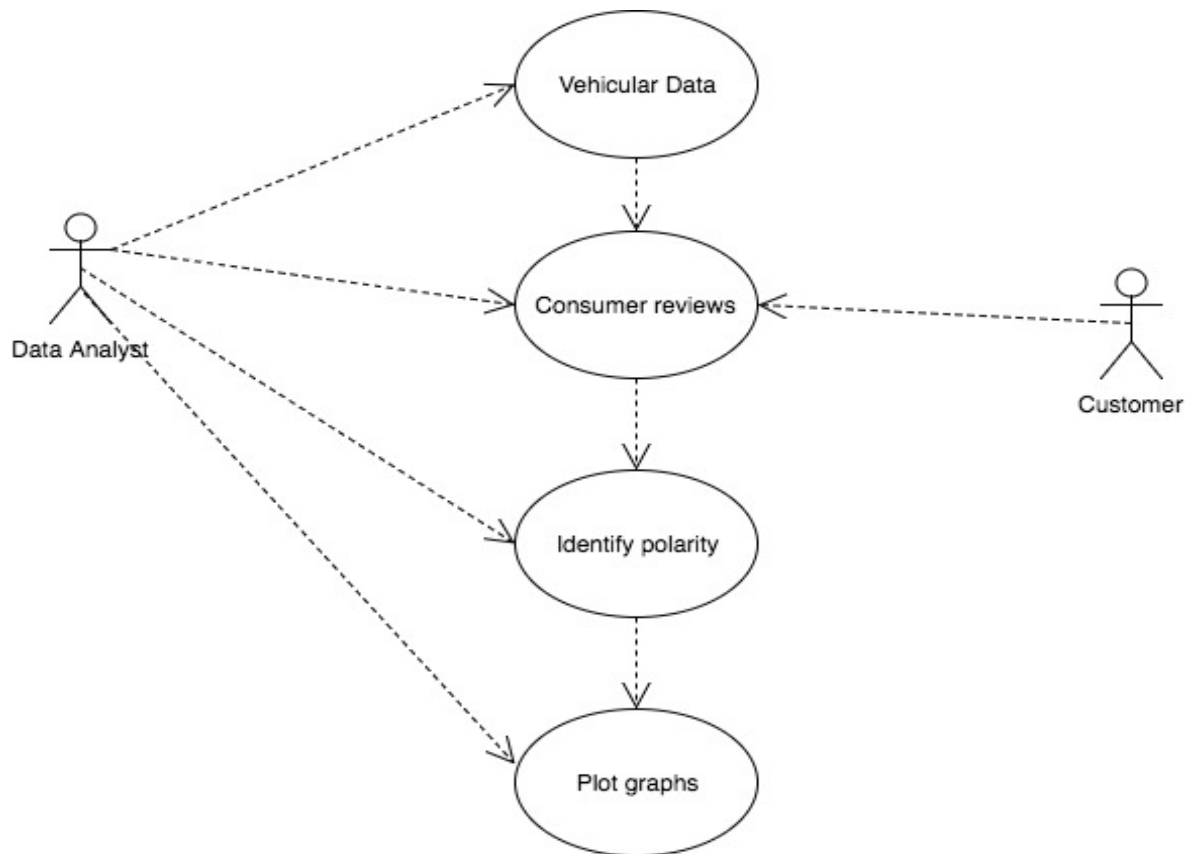 Vehicular Data
Consumer reviews
Data Analyst
Customer
Identify polarity
Plot graphs